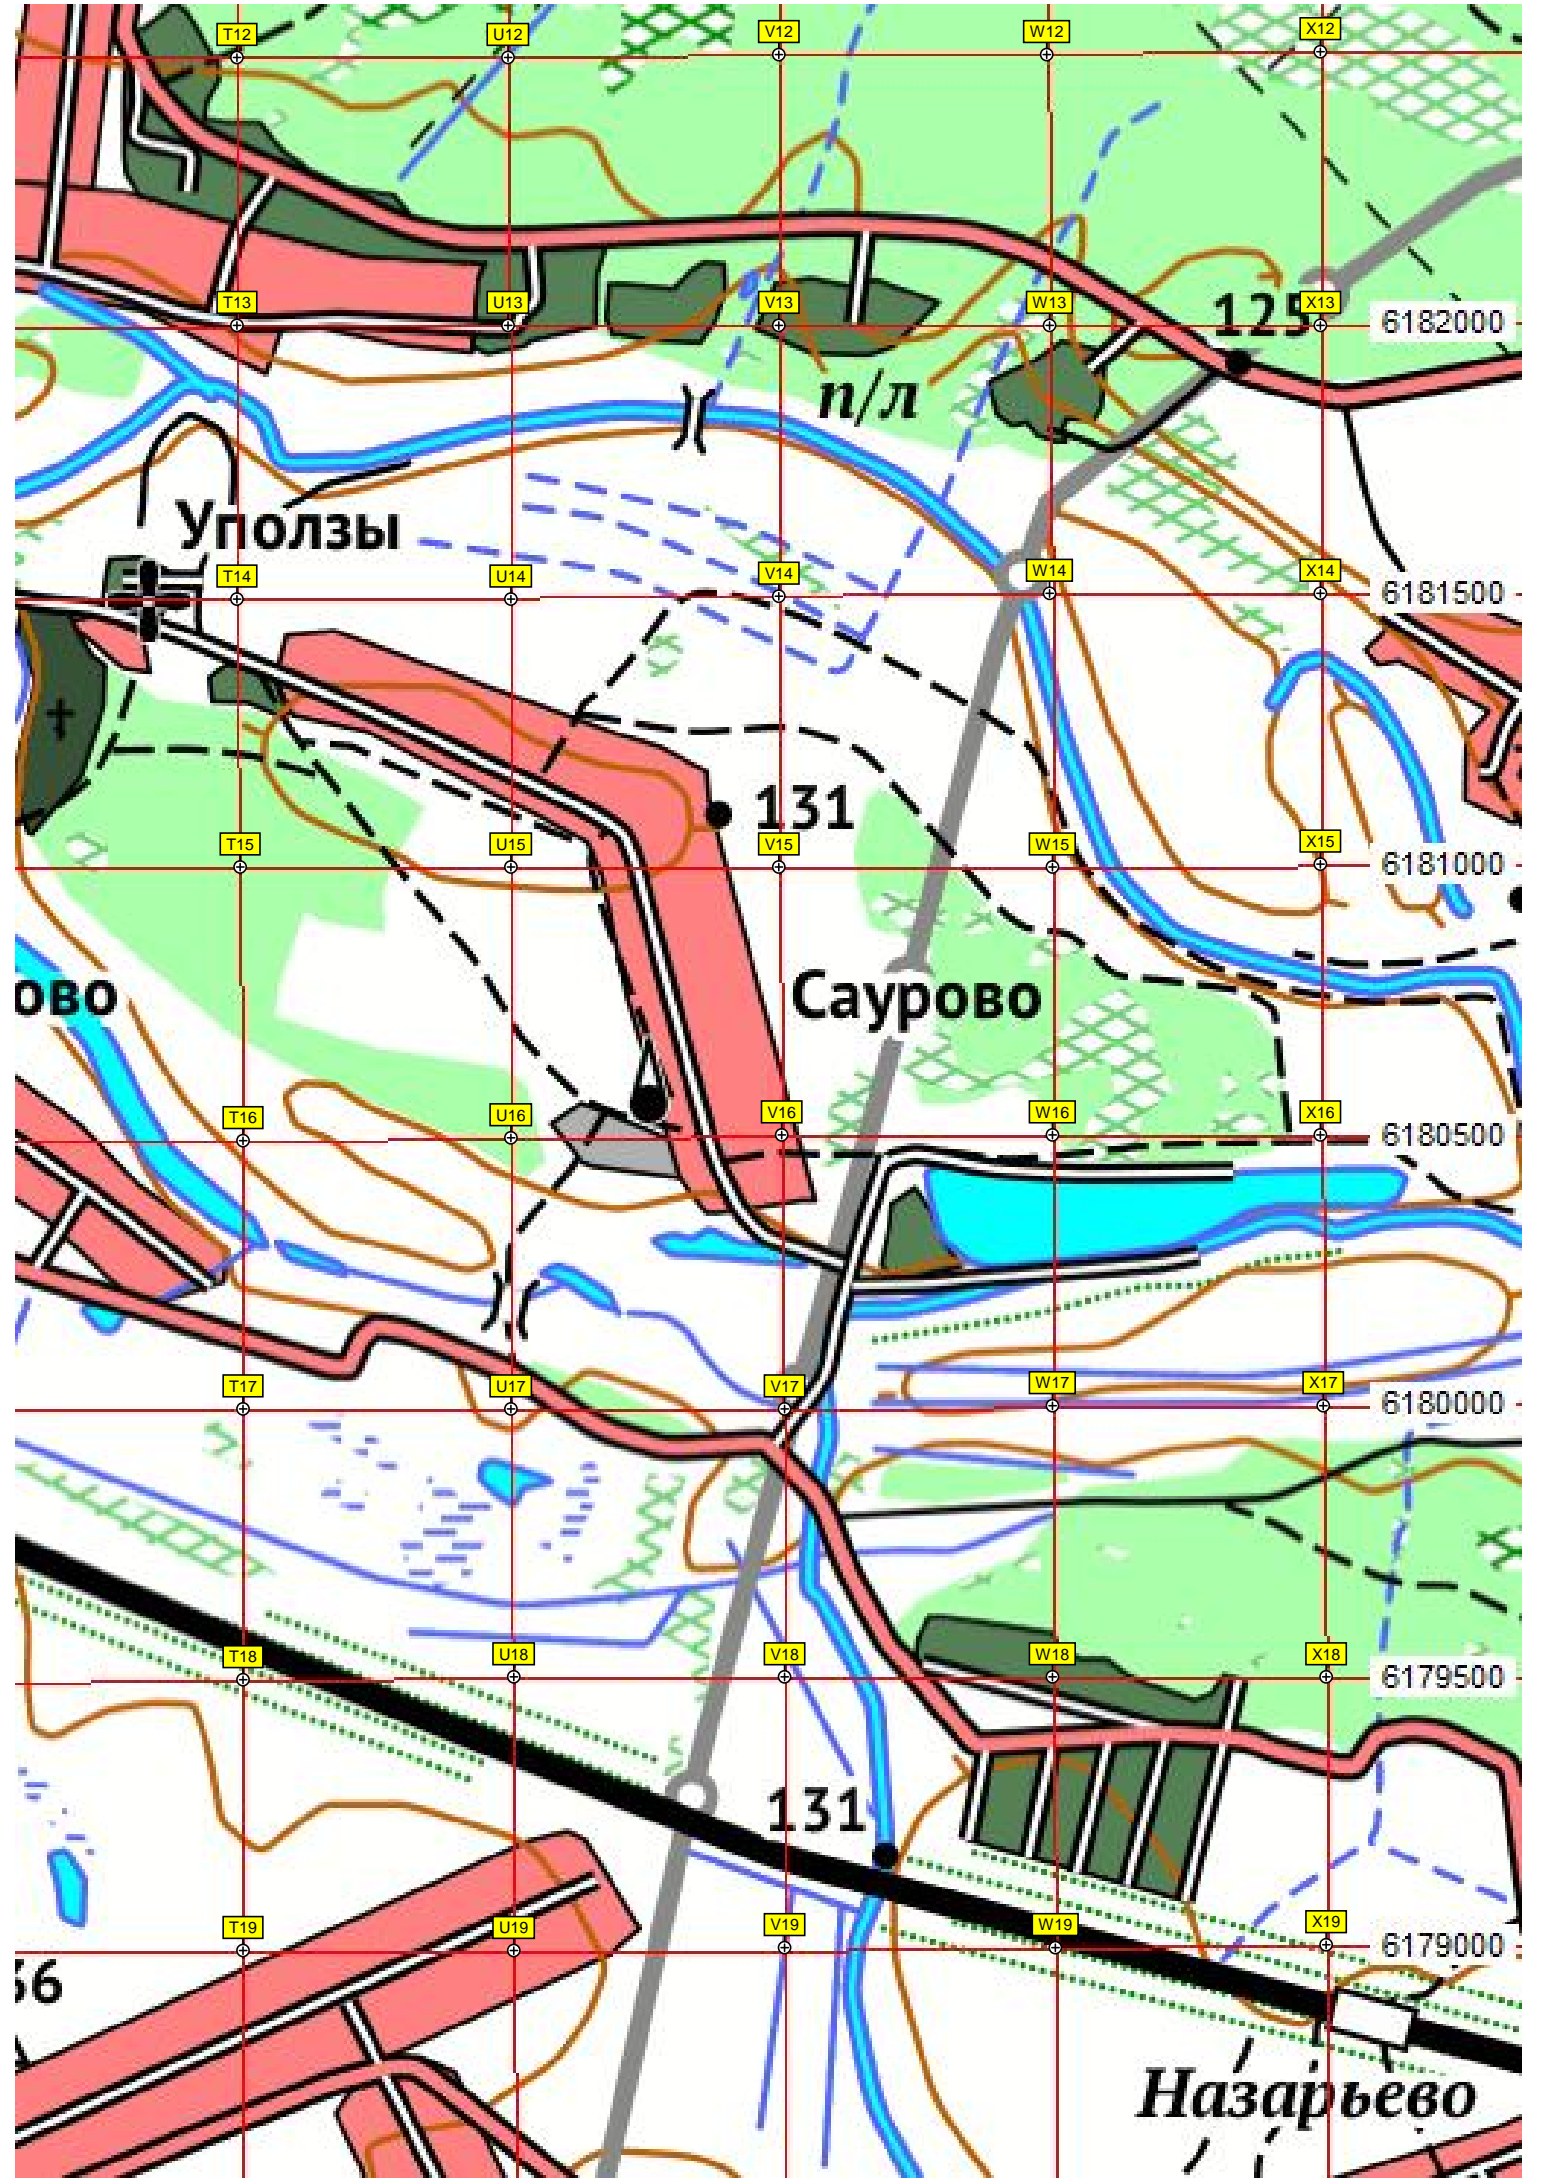 T12 U12 V12 W12 X12
T13 U13 V13 W13 125 X13 6182000
п/л
Уползы
T14 U14 V14 W14 X14 6181500
131
T15 U15 V15 W15 X15 6181000
ово Саурово
T16 U16 V16 W16 X16 6180500
T17 U17 V17 W17 X17 6180000
T18 U18 V18 W18 X18 6179500
131
T19 U19 V19 W19 X19 6179000
36
Назарьево